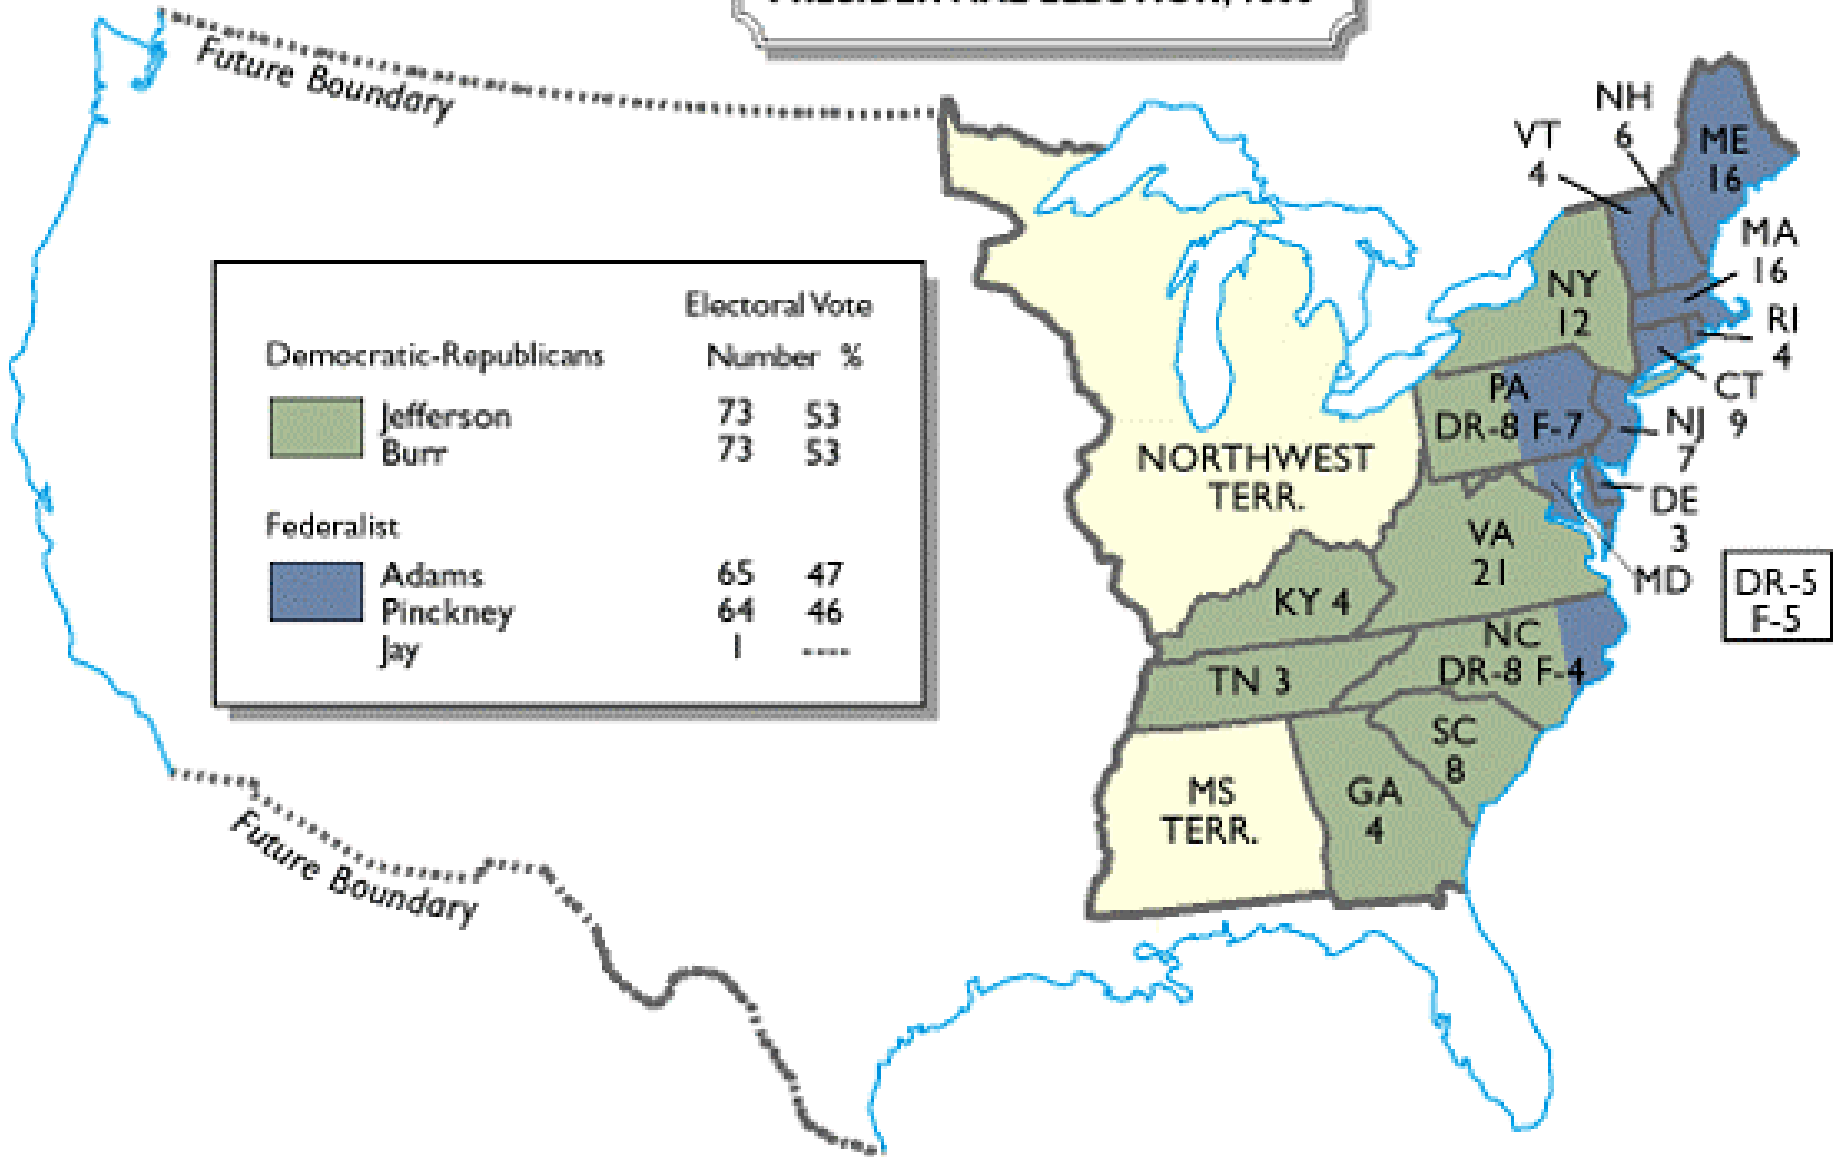 PRESIDENTIAL ELECTION, 1800
Future Boundary
NH
6
VT
4
ME
16
MA
16
NY
12
RI
4
CT
9
PA
DR-8 F-7
NJ
7
DE
3
MD
DR-5
F-5
NORTHWEST
TERR.
VA
21
KY 4
NC
DR-8 F-4
TN 3
SC
8
MS
TERR.
GA
4
Electoral Vote
Democratic-Republicans Number %
Jefferson 73 53
Burr 73 53
Federalist
Adams 65 47
Pinckney 64 46
Jay 1 ----
Future Boundary